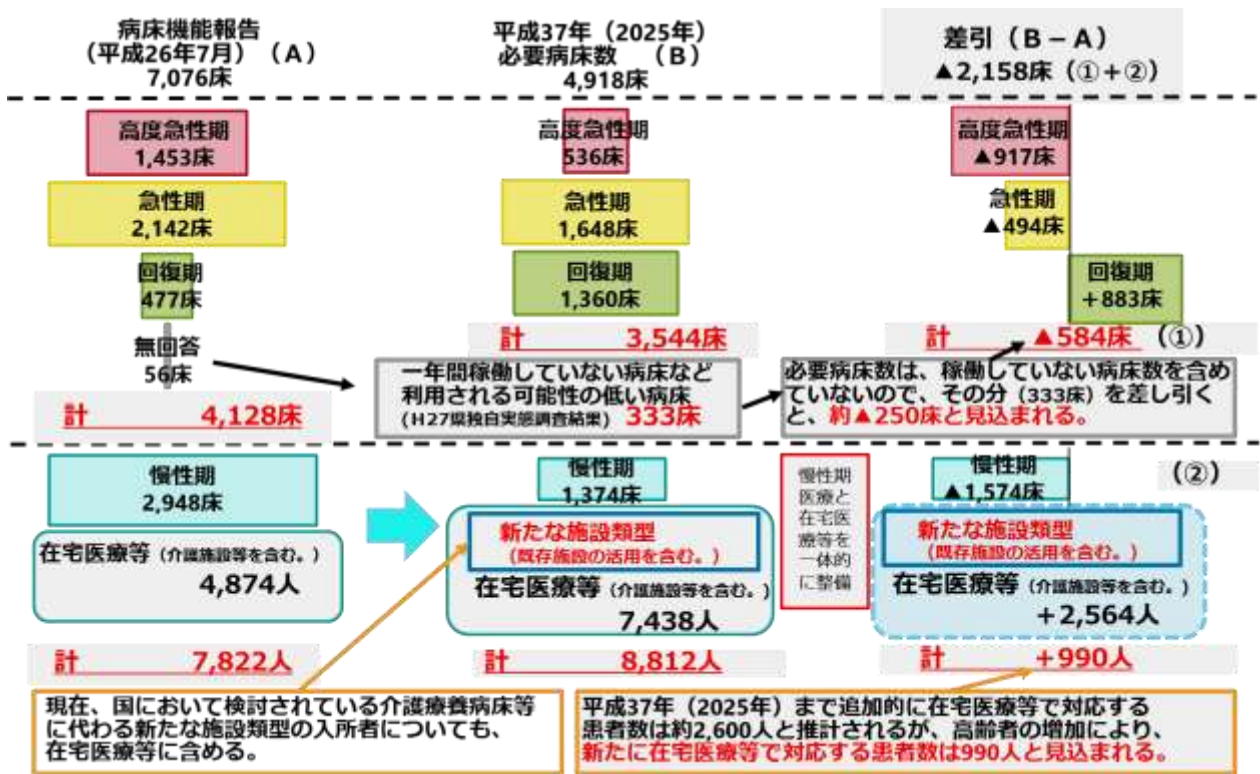 病床機能報告
（平成26年7月）（A）
7,076床
平成37年（2025年）
必要病床数　（B）
4,918床
差引（B－A）
▲2,158床（①＋②）
高度急性期
1,453床
高度急性期
536床
高度急性期
▲917床
急性期
2,142床
急性期
1,648床
急性期
▲494床
回復期
477床
回復期
1,360床
回復期
+883床
無回答
56床
計　3,544床
計　▲584床（①）
計　4,128床
一年間稼働していない病床など
利用される可能性の低い病床
（H27県独自実態調査結果）333床
必要病床数は、稼働していない病床数を含め
ていないので、その分（333床）を差し引く
と、約▲250床と見込まれる。
慢性期
2,948床
慢性期
1,374床
慢性期
▲1,574床
（②）
慢性期
医療と
在宅医
療等を
一体的
に整備
在宅医療等（介護施設等を含む。）
4,874人
新たな施設類型
（既存施設の活用を含む。）
在宅医療等（介護施設等を含む。）
7,438人
新たな施設類型
（既存施設の活用を含む。）
在宅医療等（介護施設等を含む。）
+2,564人
計　7,822人
計　8,812人
計　+990人
現在、国において検討されている介護療養病床等
に代わる新たな施設類型の入所者についても、
在宅医療等に含める。
平成37年（2025年）まで追加的に在宅医療等で対応する
患者数は約2,600人と推計されるが、高齢者の増加により、
新たに在宅医療等で対応する患者数は990人と見込まれる。